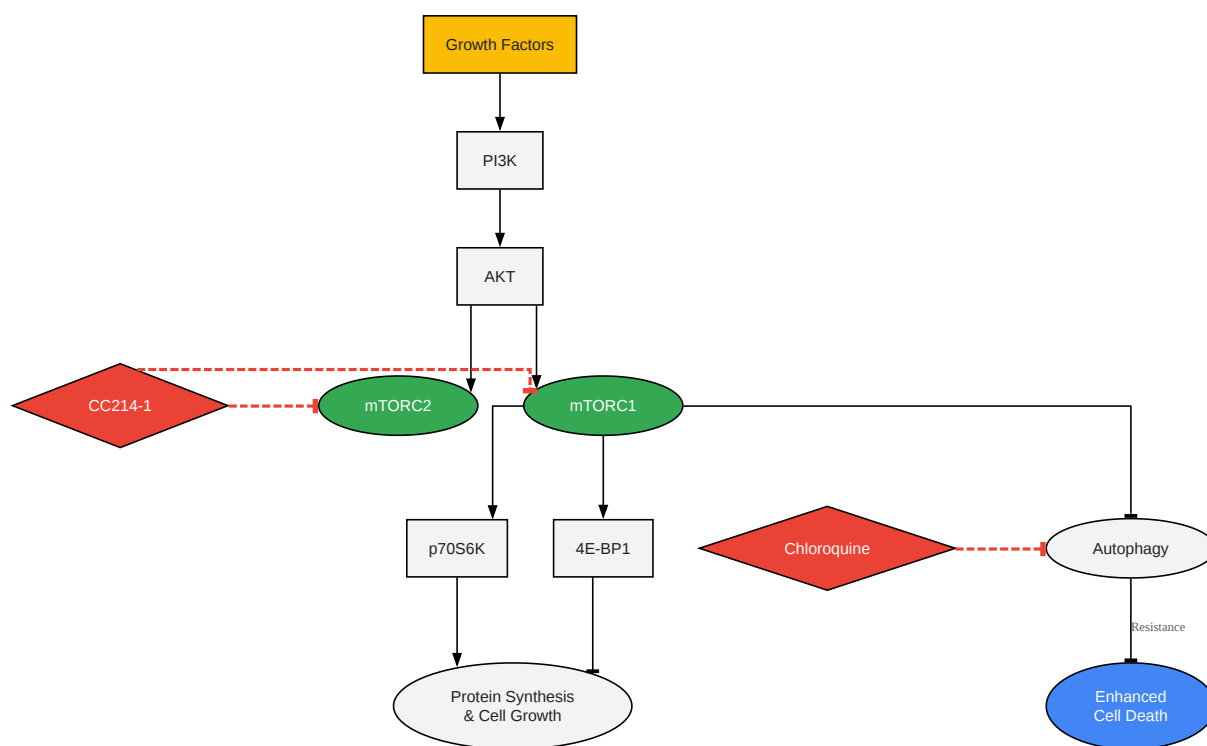 Growth Factors
PI3K
AKT
CC214-1
mTORC2
mTORC1
p70S6K
4E-BP1
Chloroquine
Autophagy
Resistance
Protein Synthesis
& Cell Growth
Enhanced
Cell Death